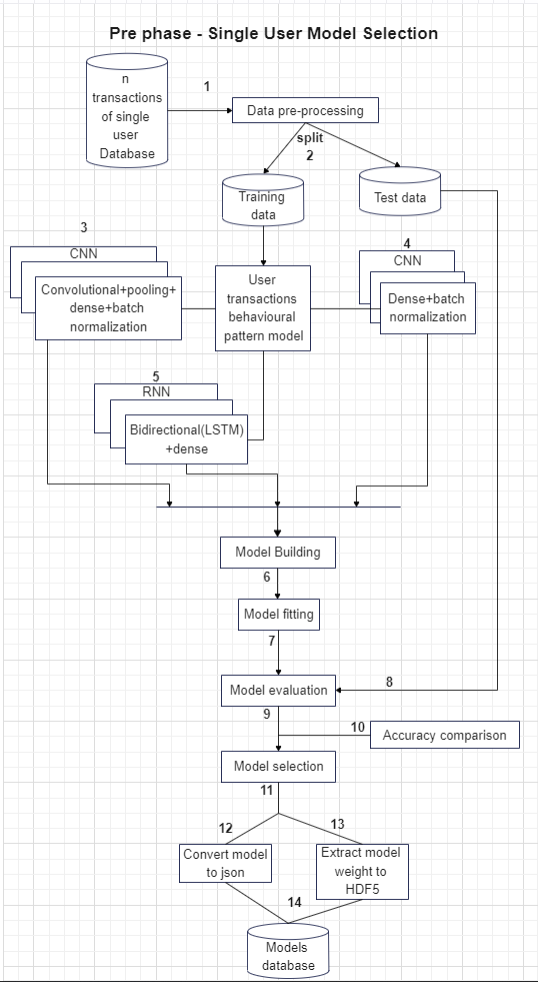 Pre phase - Single User Model Selection
n
transactions
of single
user
Database
1
Data pre-processing
split
2
Training
data
Test data
3
CNN
Convolutional+pooling+
dense+batch
normalization
User
transactions
behavioural
pattern model
4
CNN
Dense+batch
normalization
5
RNN
Bidirectional(LSTM)
+dense
Model Building
6
Model fitting
7
Model evaluation
8
9
10
Accuracy comparison
Model selection
11
12
13
Convert model
to json
Extract model
weight to
HDF5
14
Models
database